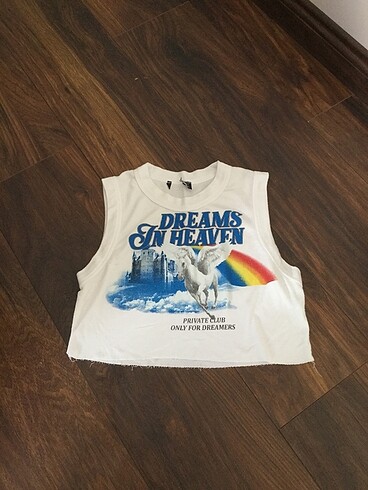 DREAMS
IN HEAVEN
PRIVATE CLUB
ONLY FOR DREAMERS